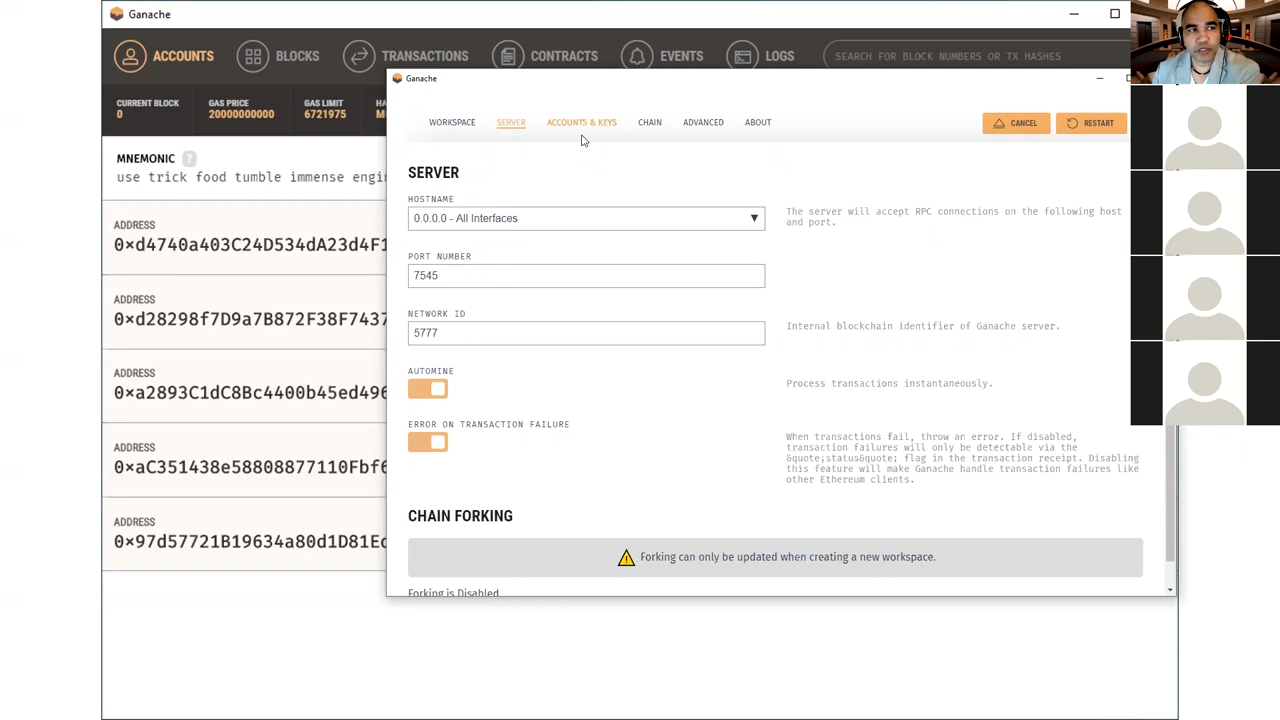 Ganache
ACCOUNTS BLOCKS TRANSACTIONS CONTRACTS EVENTS LOGS SEARCH FOR BLOCK NUMBERS OR TX HASHES
CURRENT BLOCK
0
GAS PRICE
20000000000
GAS LIMIT
6721975
MNEMONIC ?
use trick food tumble immense
ADDRESS
0×d4740a403C24D534dA23d4F1
ADDRESS
0×d28298f7D9a7B872F38F7437
ADDRESS
0×a2893C1dC8Bc4400b45ed496
ADDRESS
0×aC351438e58808877110Fbf6
ADDRESS
0×97d57721B19634a80d1D81Ec
Ganache
WORKSPACE SERVER ACCOUNTS & KEYS CHAIN ADVANCED ABOUT CANCEL RESTART
SERVER
HOSTNAME
0.0.0.0 - All Interfaces
The server will accept RPC connections on the following host
and port.
PORT NUMBER
7545
NETWORK ID
5777
Internal blockchain identifier of Ganache server.
AUTOMINE
Process transactions instantaneously.
ERROR ON TRANSACTION FAILURE
When transactions fail, throw an error. If disabled,
transaction failures will only be detectable via the
&quote;status&quote; flag in the transaction receipt. Disabling
this feature will make Ganache handle transaction failures like
other Ethereum clients.
CHAIN FORKING
Forking can only be updated when creating a new workspace.
Forking is Disabled